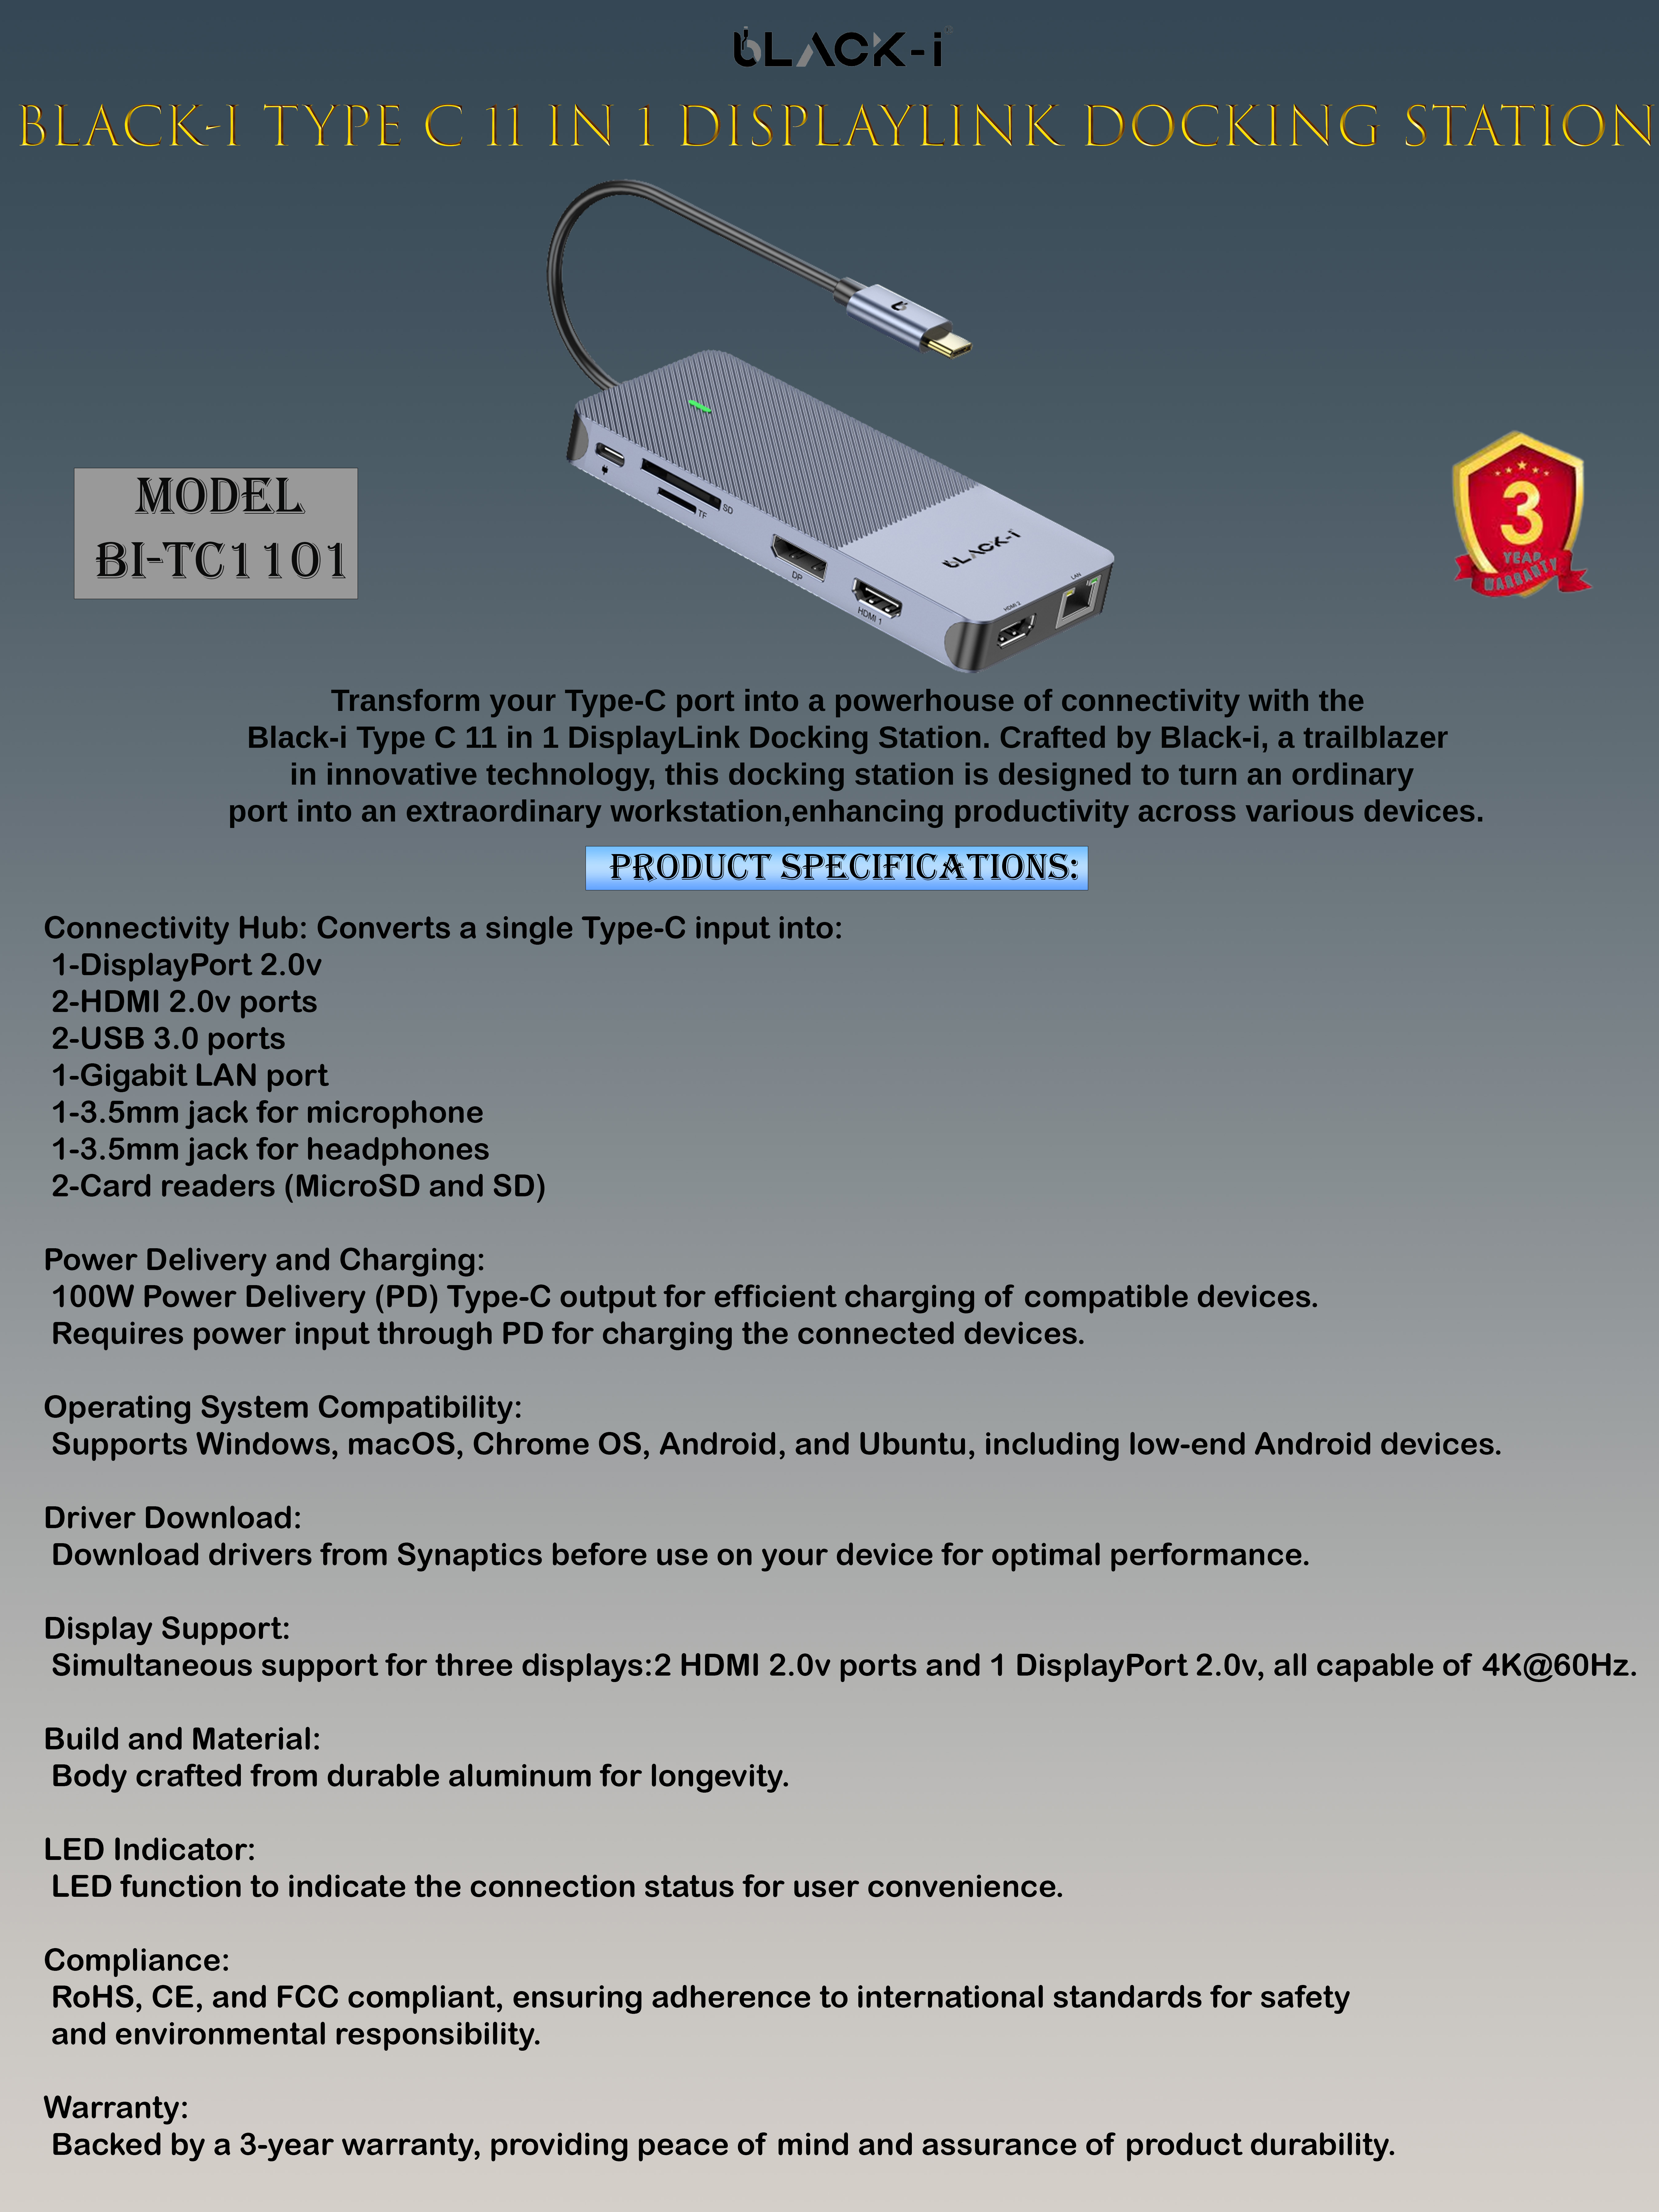 BLACK-i
BLACK-I TYPE C 11 IN 1 DISPLAYLINK DOCKING STATION
SD
TF
DP
HDMI 1
BLACK-i
HDMI 2
LAN
MODEL
BI-TC1101
3
YEAR
WARRANTY
Transform your Type-C port into a powerhouse of connectivity with the
Black-i Type C 11 in 1 DisplayLink Docking Station. Crafted by Black-i, a trailblazer
in innovative technology, this docking station is designed to turn an ordinary
port into an extraordinary workstation,enhancing productivity across various devices.
PRODUCT SPECIFICATIONS:
Connectivity Hub: Converts a single Type-C input into:
1-DisplayPort 2.0v
2-HDMI 2.0v ports
2-USB 3.0 ports
1-Gigabit LAN port
1-3.5mm jack for microphone
1-3.5mm jack for headphones
2-Card readers (MicroSD and SD)
Power Delivery and Charging:
100W Power Delivery (PD) Type-C output for efficient charging of compatible devices.
Requires power input through PD for charging the connected devices.
Operating System Compatibility:
Supports Windows, macOS, Chrome OS, Android, and Ubuntu, including low-end Android devices.
Driver Download:
Download drivers from Synaptics before use on your device for optimal performance.
Display Support:
Simultaneous support for three displays:2 HDMI 2.0v ports and 1 DisplayPort 2.0v, all capable of 4K@60Hz.
Build and Material:
Body crafted from durable aluminum for longevity.
LED Indicator:
LED function to indicate the connection status for user convenience.
Compliance:
RoHS, CE, and FCC compliant, ensuring adherence to international standards for safety
and environmental responsibility.
Warranty:
Backed by a 3-year warranty, providing peace of mind and assurance of product durability.